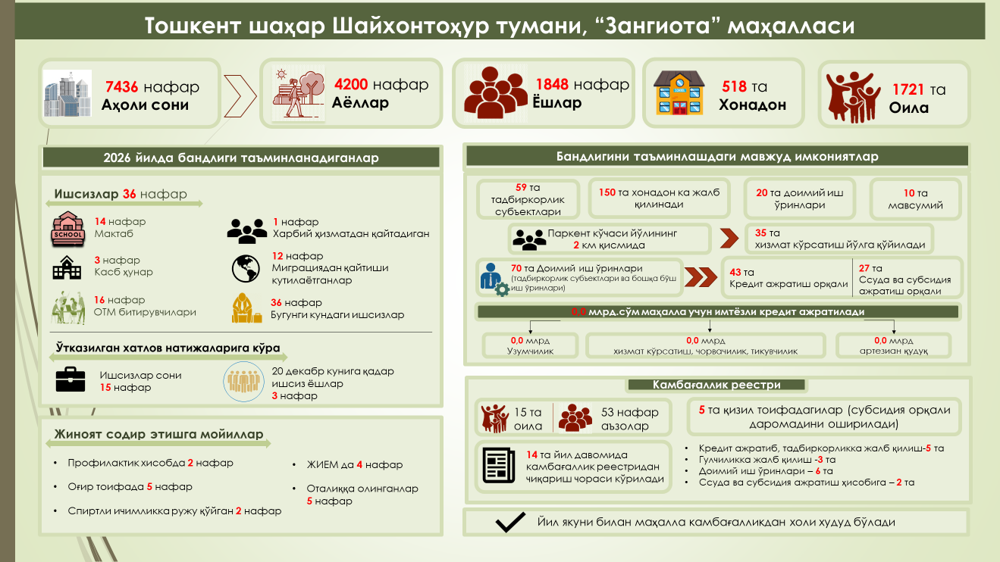 Тошкент шаҳар Шайхонтоҳур тумани, “Зангиота” маҳалласи
7436 нафар
Аҳоли сони
4200 нафар
Аёллар
1848 нафар
Ёшлар
518 та
Хонадон
1721 та
Оила
2026 йилда бандлиги таъминланадиганлар
Ишсизлар 36 нафар
SCHOOL
14 нафар
Мактаб
1 нафар
Харбий ҳизматдан қайтадиган
3 нафар
Касб ҳунар
12 нафар
Миграциядан қайтиши
кутилаётганлар
16 нафар
ОТМ битирувчилари
36 нафар
Бугунги кундаги ишсизлар
Ўтказилган хатлов натижаларига кўра
Ишсизлар сони
15 нафар
20 декабр кунига қадар
ишсиз ёшлар
3 нафар
Жиноят содир этишга мойиллар
• Профилактик хисобда 2 нафар
• Оғир тоифада 5 нафар
• Спиртли ичимликка ружу қўйган 2 нафар
• ЖИЕМ да 4 нафар
• Оталиққа олинганлар
5 нафар
Бандлигини таъминлашдаги мавжуд имкониятлар
59 та
тадбиркорлик
субъектлари
150 та хонадон ка жалб
қилинади
20 та доимий иш
ўринлари
10 та
мавсумий
Паркент кўчаси йўлининг
2 км қисмида
35 та
хизмат кўрсатиш йўлга қўйилади
70 та Доимий иш ўринлари
(тадбиркорлик субъектлари ва бошқа бўш
иш ўринлари)
43 та
Кредит ажратиш орқали
27 та
Ссуда ва субсидия
ажратиш орқали
0,0 млрд.сўм маҳалла учун имтёзли кредит ажратилади
0,0 млрд
Узумчилик
0,0 млрд
хизмат кўрсатиш, чорвачилик, тикувчилик
0,0 млрд
артезиан қудуқ
Камбағаллик реестри
15 та
оила
53 нафар
аъзолар
5 та қизил тоифадагилар (субсидия орқали
даромадини оширилади)
14 та йил давомида
камбағаллик реестридан
чиқариш чораси кўрилади
• Кредит ажратиб, тадбиркорликка жалб қилиш-5 та
• Гулчиликка жалб қилиш -3 та
• Доимий иш ўринлари – 6 та
• Ссуда ва субсидия ажратиш ҳисобига – 2 та
Йил якуни билан маҳалла камбағалликдан холи худуд бўлади